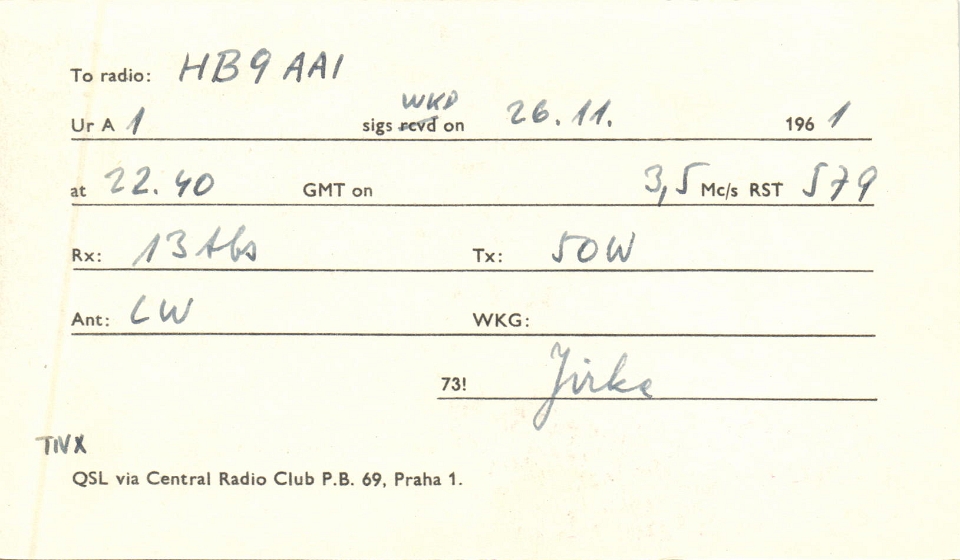 To radio: HB9AAI
WKD
Ur A 1 sigs rcvd on 26.11. 1961
at 22.40 GMT on 3,5 Mc/s RST 579
Rx: 13 tbs Tx: 50W
Ant: LW WKG:
73! Jirka
TNX
QSL via Central Radio Club P.B. 69, Praha 1.